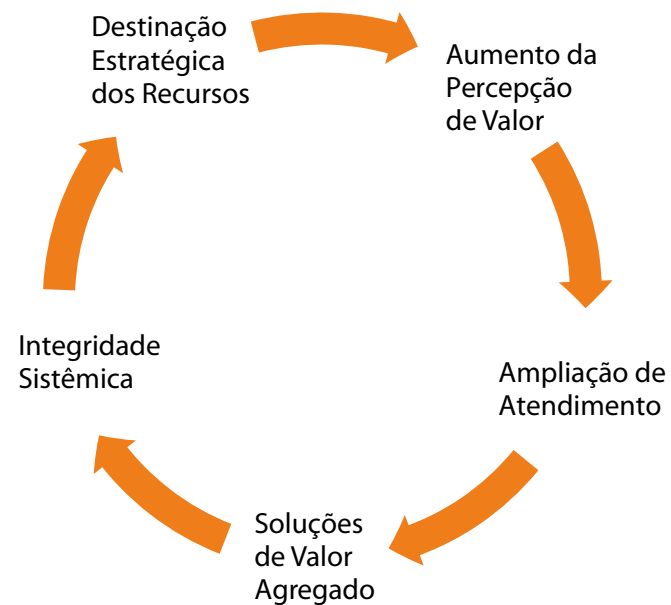 Destinação
Estratégica
dos Recursos
Aumento da
Percepção
de Valor
Ampliação de
Atendimento
Soluções
de Valor
Agregado
Integridade
Sistêmica